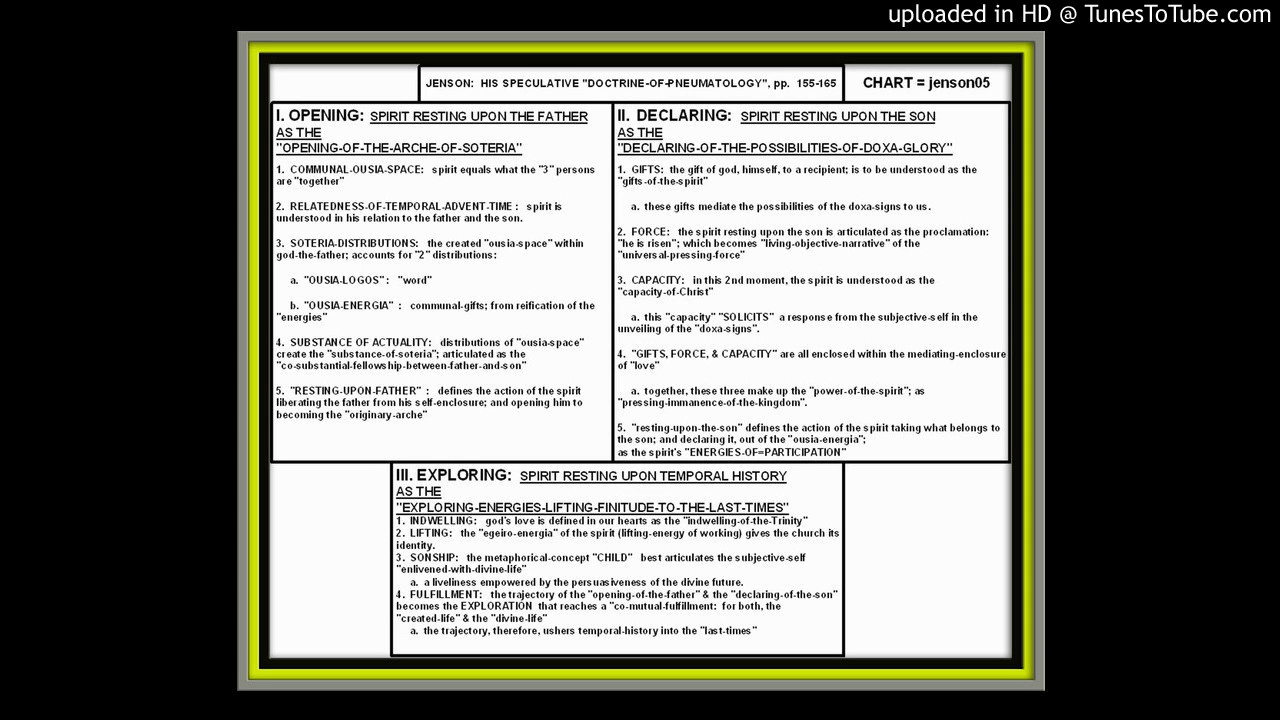 uploaded in HD @ TunesToTube.com
JENSON: HIS SPECULATIVE "DOCTRINE-OF-PNEUMATOLOGY", pp. 155-165
CHART = jenson05
I. OPENING: SPIRIT RESTING UPON THE FATHER
AS THE
"OPENING-OF-THE-ARCHE-OF-SOTERIA"
1. COMMUNAL-OUSIA-SPACE: spirit equals what the "3" persons
are "together"
2. RELATEDNESS-OF-TEMPORAL-ADVENT-TIME : spirit is
understood in his relation to the father and the son.
3. SOTERIA-DISTRIBUTIONS: the created "ousia-space" within
god-the-father; accounts for "2" distributions:
a. "OUSIA-LOGOS" : "word"
b. "OUSIA-ENERGIA" : communal-gifts; from reification of the
"energies"
4. SUBSTANCE OF ACTUALITY: distributions of "ousia-space"
create the "substance-of-soteria"; articulated as the
"co-substantial-fellowship-between-father-and-son"
5. "RESTING-UPON-FATHER" : defines the action of the spirit
liberating the father from his self-enclosure; and opening him to
becoming the "originary-arche"
II. DECLARING: SPIRIT RESTING UPON THE SON
AS THE
"DECLARING-OF-THE-POSSIBILITIES-OF-DOXA-GLORY"
1. GIFTS: the gift of god, himself, to a recipient; is to be understood as the
"gifts-of-the-spirit"
a. these gifts mediate the possibilities of the doxa-signs to us.
2. FORCE: the spirit resting upon the son is articulated as the proclamation:
"he is risen"; which becomes "living-objective-narrative" of the
"universal-pressing-force"
3. CAPACITY: in this 2nd moment, the spirit is understood as the
"capacity-of-Christ"
a. this "capacity" "SOLICITS" a response from the subjective-self in the
unveiling of the "doxa-signs".
4. "GIFTS, FORCE, & CAPACITY" are all enclosed within the mediating-enclosure
of "love"
a. together, these three make up the "power-of-the-spirit"; as
"pressing-immanence-of-the-kingdom".
5. "resting-upon-the-son" defines the action of the spirit taking what belongs to
the son; and declaring it, out of the "ousia-energia";
as the spirit's "ENERGIES-OF=PARTICIPATION"
III. EXPLORING: SPIRIT RESTING UPON TEMPORAL HISTORY
AS THE
"EXPLORING-ENERGIES-LIFTING-FINITUDE-TO-THE-LAST-TIMES"
1. INDWELLING: god's love is defined in our hearts as the "indwelling-of-the-Trinity"
2. LIFTING: the "egeiro-energia" of the spirit (lifting-energy of working) gives the church its
identity.
3. SONSHIP: the metaphorical-concept "CHILD" best articulates the subjective-self
"enlivened-with-divine-life"
a. a liveliness empowered by the persuasiveness of the divine future.
4. FULFILLMENT: the trajectory of the "opening-of-the-father" & the "declaring-of-the-son"
becomes the EXPLORATION that reaches a "co-mutual-fulfillment: for both, the
"created-life" & the "divine-life"
a. the trajectory, therefore, ushers temporal-history into the "last-times"